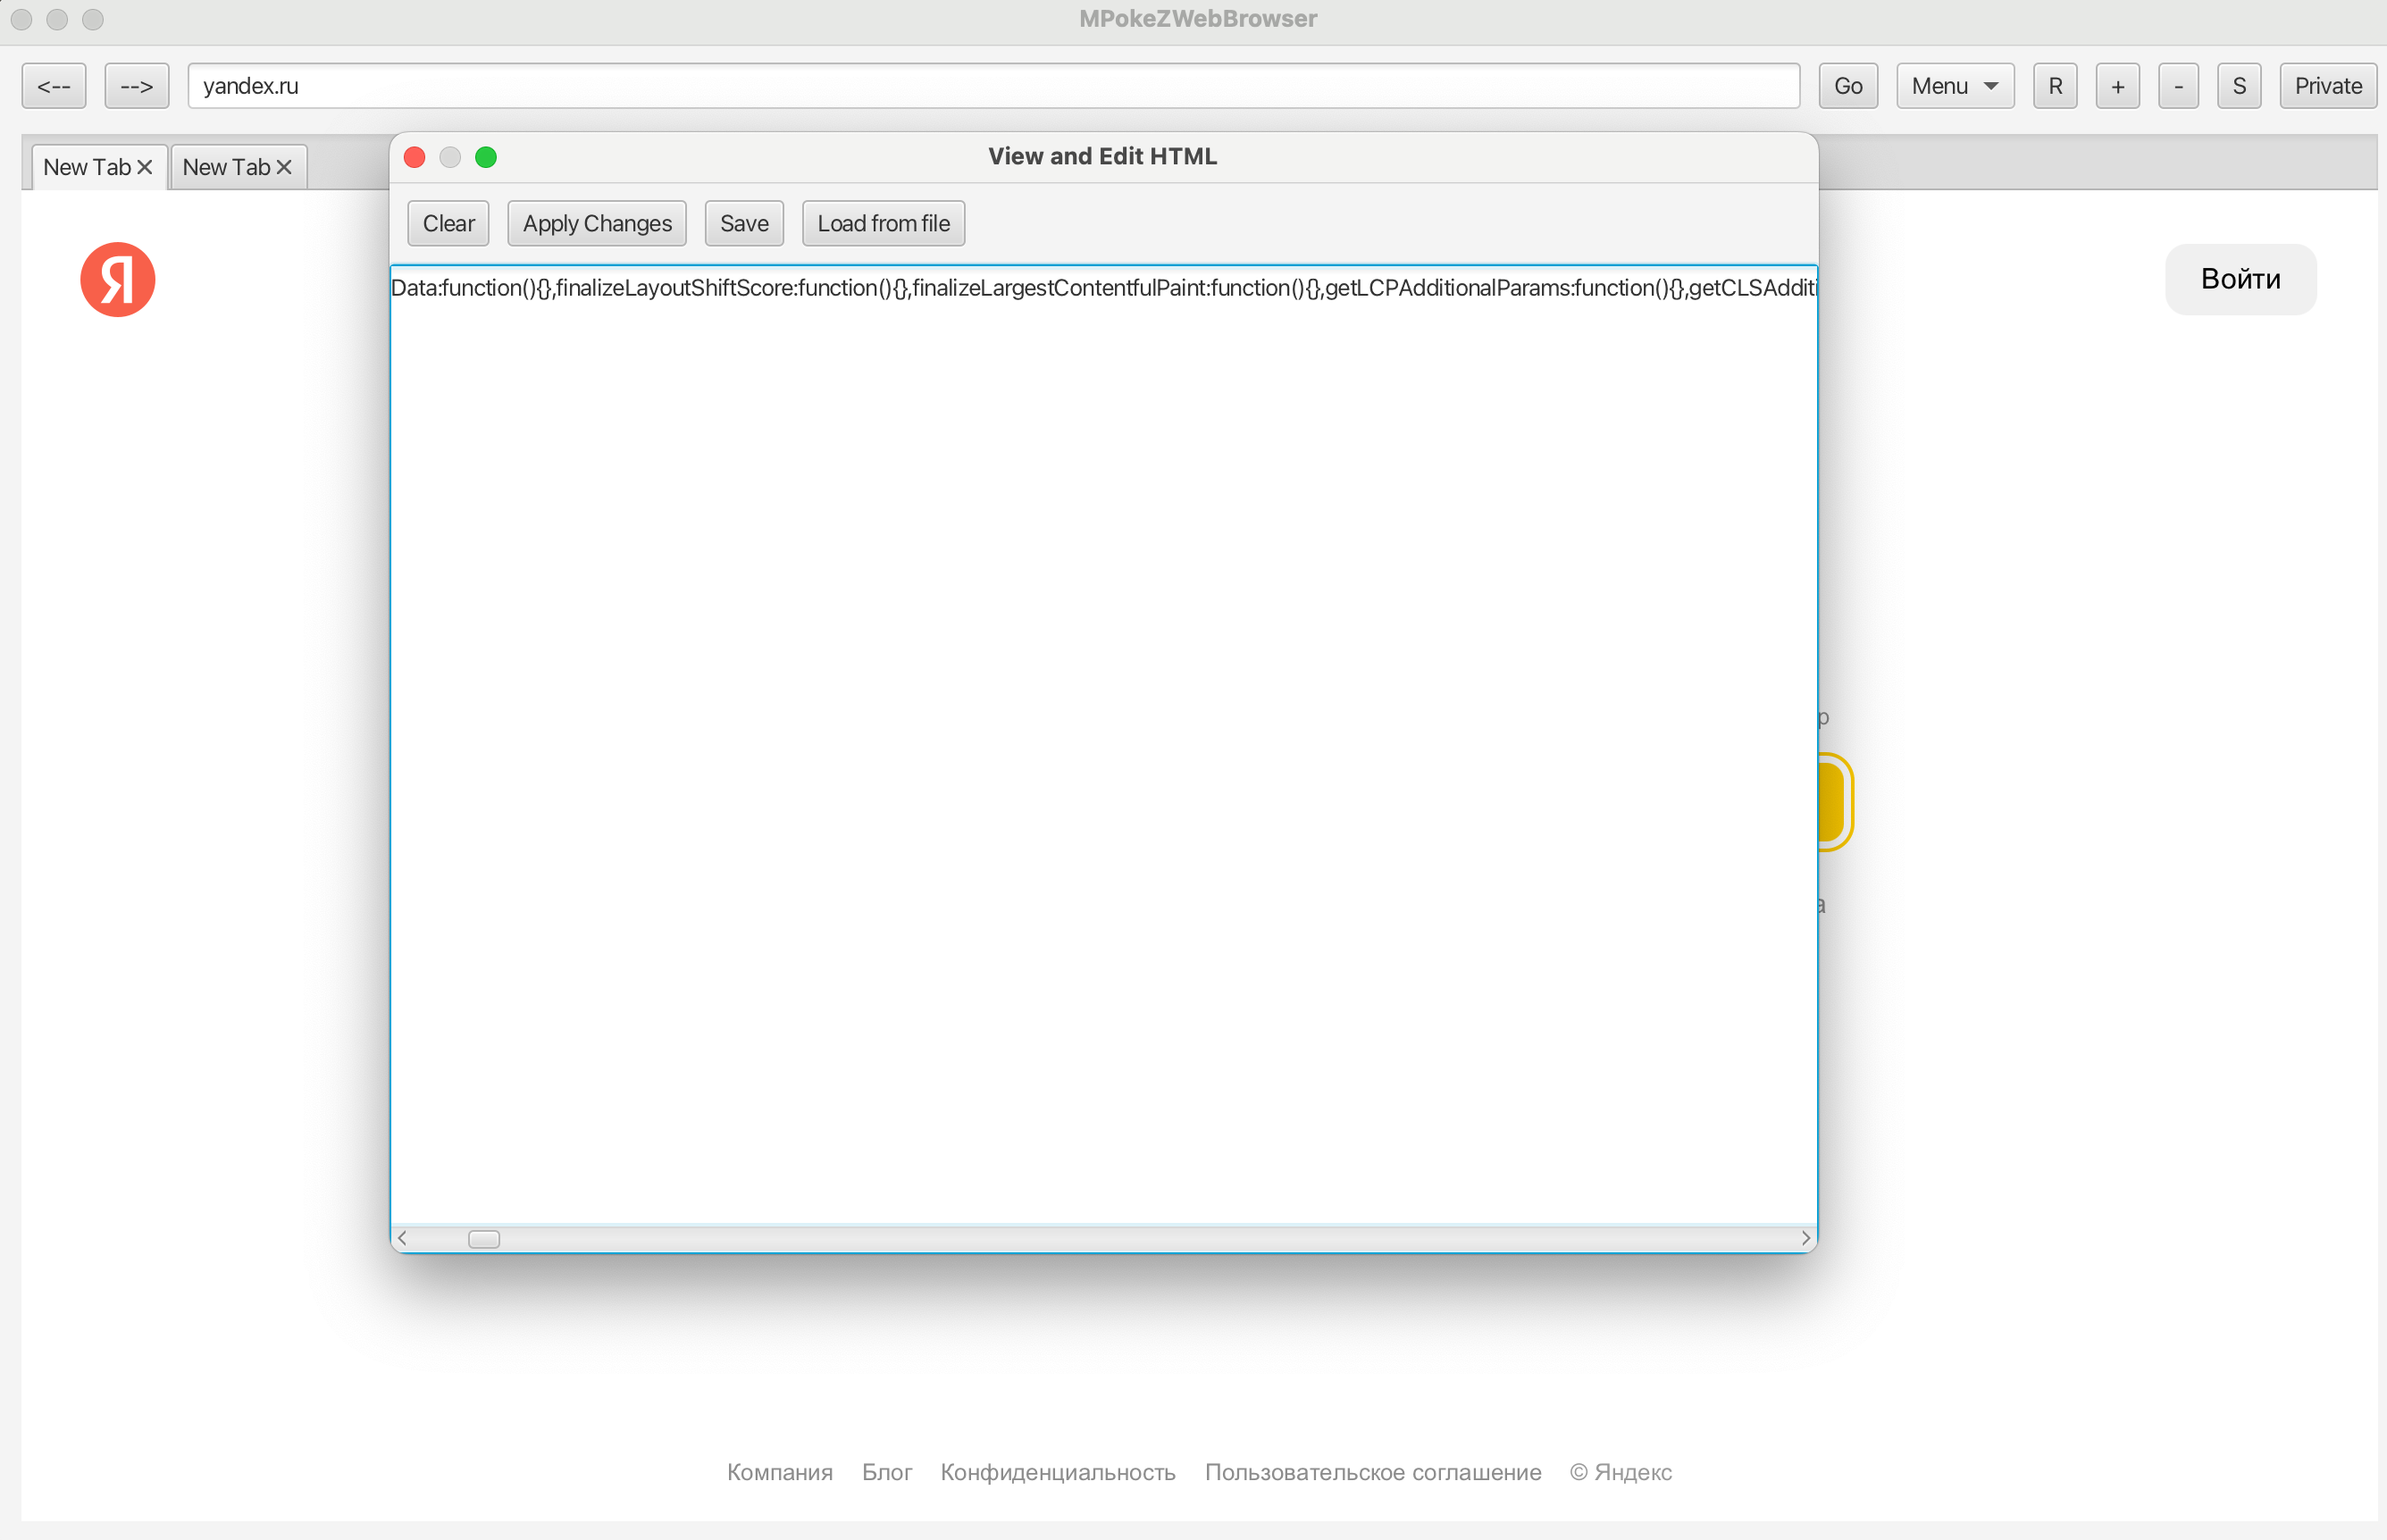 MPokeZWebBrowser
<-- --> yandex.ru Go Menu R + - S Private
New Tab New Tab
View and Edit HTML
Clear Apply Changes Save Load from file
Data:function(){},finalizeLayoutShiftScore:function(){},finalizeLargestContentfulPaint:function(){},getLCPAdditionalParams:function(){},getCLSAdditi
Я
Войти
р
а
Компания Блог Конфиденциальность Пользовательское соглашение © Яндекс